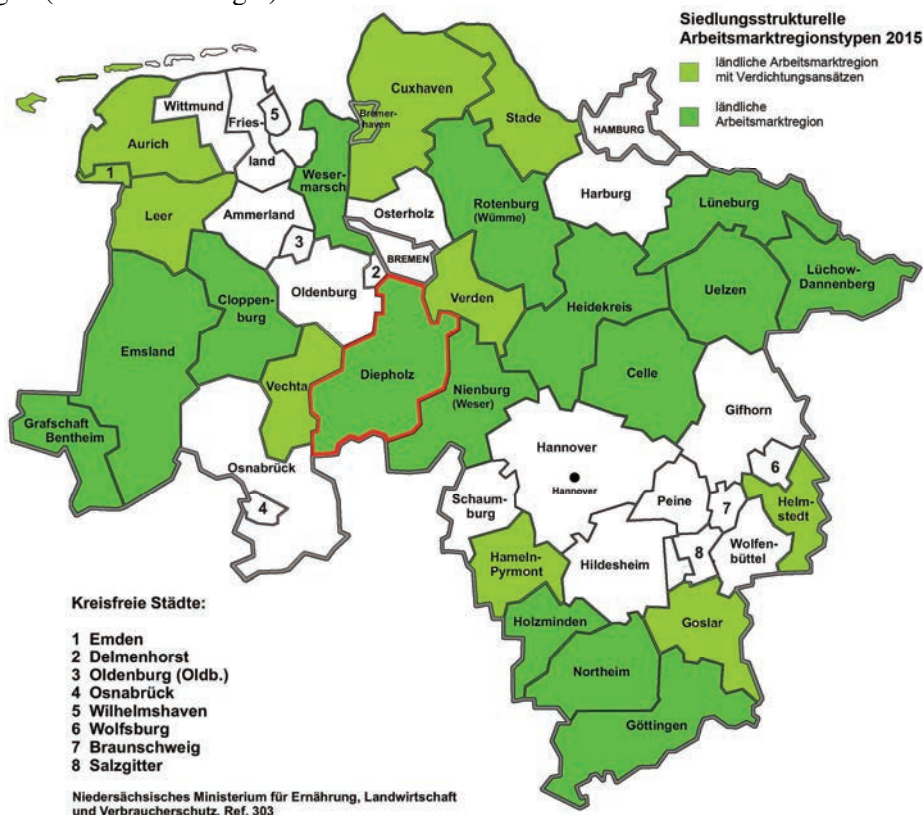 Siedlungsstrukturelle
Arbeitsmarktregionstypen 2015
ländliche Arbeitsmarktregion
mit Verdichtungsansätzen
ländliche
Arbeitsmarktregion
Wittmund
5
Fries-
land
Aurich
1
Leer
Ammerland
3
Weser-
marsch
Cuxhaven
Bremer-
haven
Stade
HAMBURG
Harburg
Osterholz
BREMEN
Rotenburg
(Wümme)
Lüneburg
Lüchow-
Dannenberg
Uelzen
Heidekreis
Verden
2
Oldenburg
Cloppen-
burg
Emsland
Vechta
Diepholz
Nienburg
(Weser)
Celle
Gifhorn
Grafschaft
Bentheim
Osnabrück
4
Hannover
Hannover
Schaum-
burg
Peine
6
7
Helm-
stedt
8
Wolfen-
büttel
Hameln-
Pyrmont
Hildesheim
Holzminden
Goslar
Northeim
Göttingen
Kreisfreie Städte:
1 Emden
2 Delmenhorst
3 Oldenburg (Oldb.)
4 Osnabrück
5 Wilhelmshaven
6 Wolfsburg
7 Braunschweig
8 Salzgitter
Niedersächsisches Ministerium für Ernährung, Landwirtschaft
und Verbraucherschutz, Ref. 303